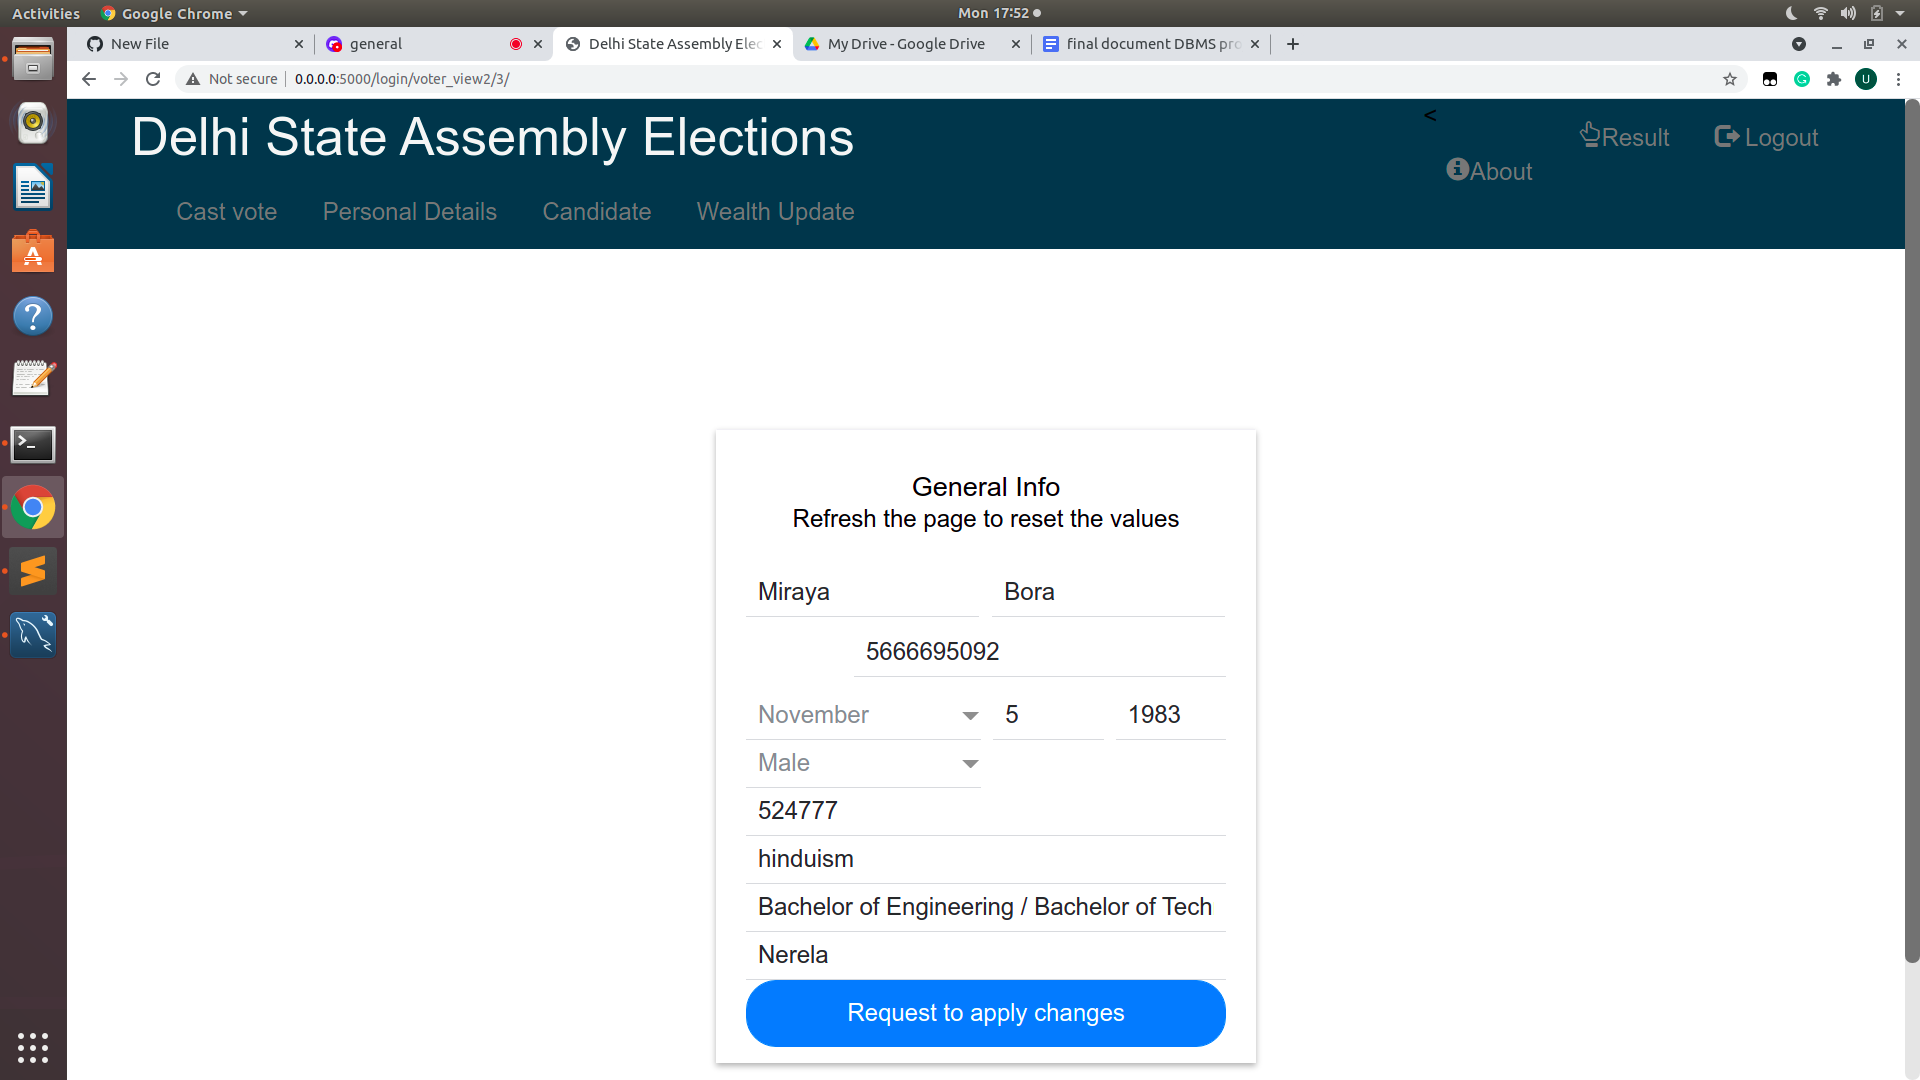 Activities Google Chrome Mon 17:52
New File general Delhi State Assembly Elec My Drive - Google Drive final document DBMS pro
Not secure 0.0.0.0:5000/login/voter_view2/3/ U
Delhi State Assembly Elections
<
Result Logout
About
Cast vote Personal Details Candidate Wealth Update
General Info
Refresh the page to reset the values
Miraya Bora
5666695092
November 5 1983
Male
524777
hinduism
Bachelor of Engineering / Bachelor of Tech
Nerela
Request to apply changes